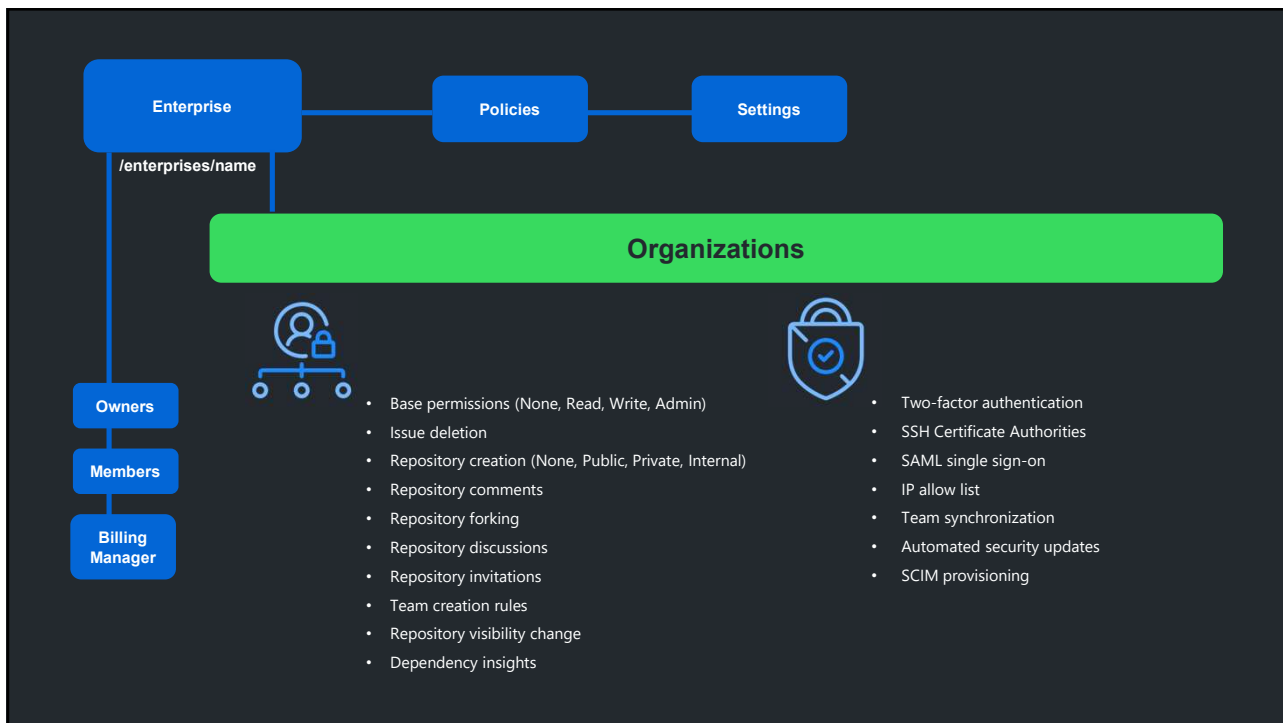 Enterprise
Policies
Settings
/enterprises/name
Organizations
Owners
Members
Billing
Manager
• Base permissions (None, Read, Write, Admin)
• Issue deletion
• Repository creation (None, Public, Private, Internal)
• Repository comments
• Repository forking
• Repository discussions
• Repository invitations
• Team creation rules
• Repository visibility change
• Dependency insights
• Two-factor authentication
• SSH Certificate Authorities
• SAML single sign-on
• IP allow list
• Team synchronization
• Automated security updates
• SCIM provisioning